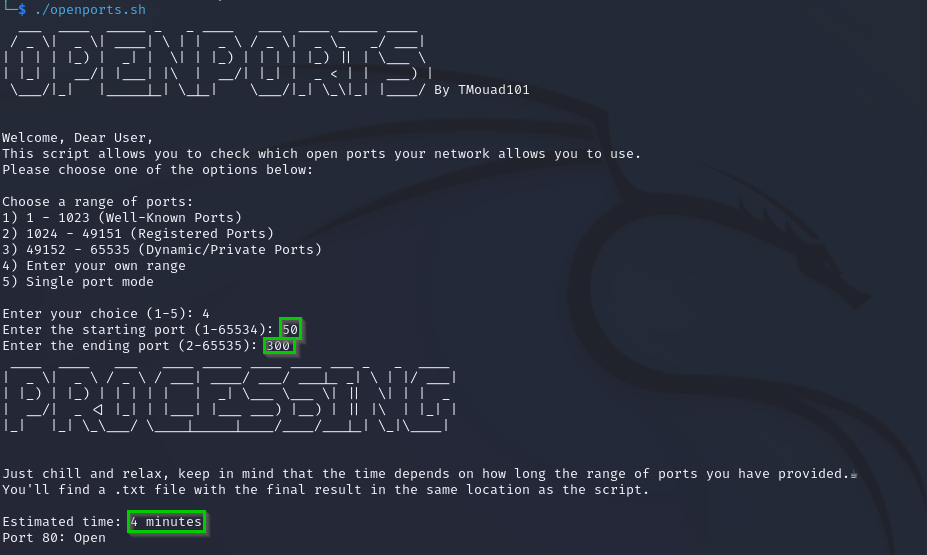 ./openports.sh
OPENPORTS
By TMouad101
Welcome, Dear User,
This script allows you to check which open ports your network allows you to use.
Please choose one of the options below:
Choose a range of ports:
1) 1 - 1023 (Well-Known Ports)
2) 1024 - 49151 (Registered Ports)
3) 49152 - 65535 (Dynamic/Private Ports)
4) Enter your own range
5) Single port mode
Enter your choice (1-5): 4
Enter the starting port (1-65534): 50
Enter the ending port (2-65535): 300
PROCESSING
Just chill and relax, keep in mind that the time depends on how long the range of ports you have provided.☕
You'll find a .txt file with the final result in the same location as the script.
Estimated time: 4 minutes
Port 80: Open